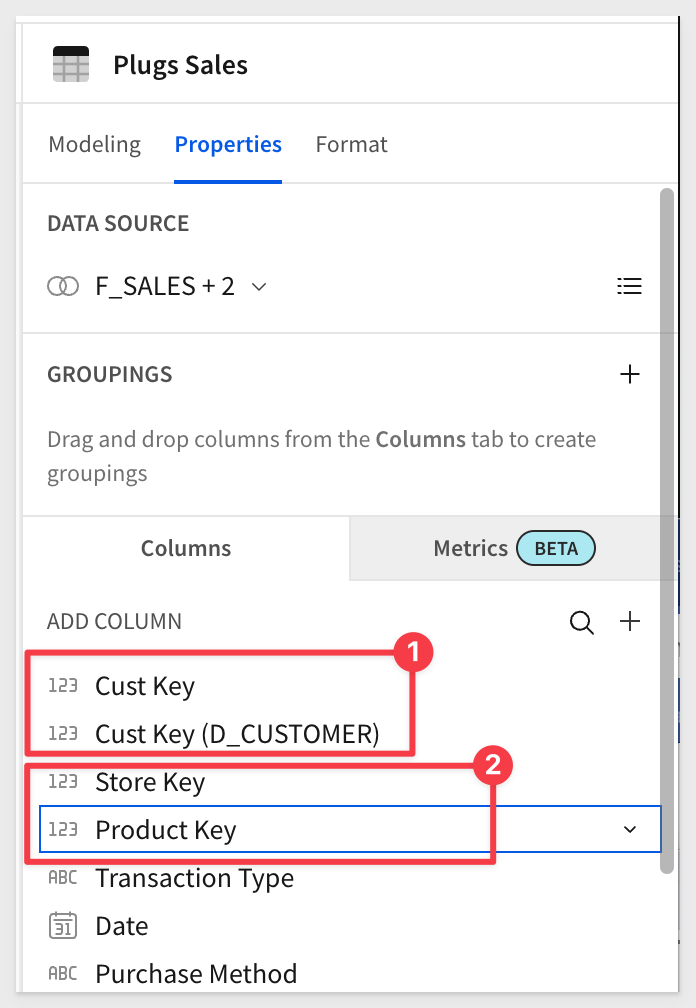 Plugs Sales
Modeling Properties Format
DATA SOURCE
F_SALES + 2
GROUPINGS
Drag and drop columns from the Columns tab to create
groupings
Columns Metrics BETA
ADD COLUMN
1
123 Cust Key
123 Cust Key (D_CUSTOMER)
2
123 Store Key
123 Product Key
ABC Transaction Type
31 Date
ABC Purchase Method